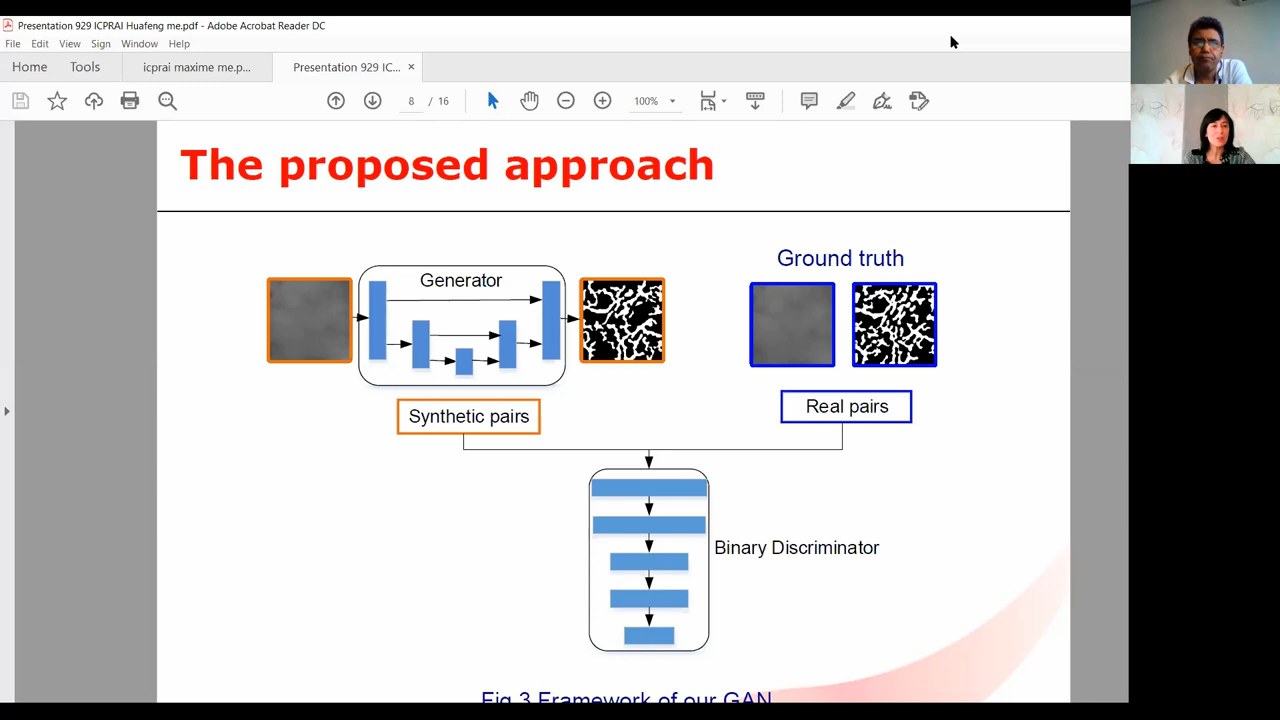 Presentation 929 ICPRAI Huafeng me.pdf - Adobe Acrobat Reader DC
File Edit View Sign Window Help
Home Tools icprai maxime me.p... Presentation 929 IC... ×
8 / 16 100%
The proposed approach
Generator
Ground truth
Synthetic pairs
Real pairs
Binary Discriminator
Fig 3 Framework of our GAN